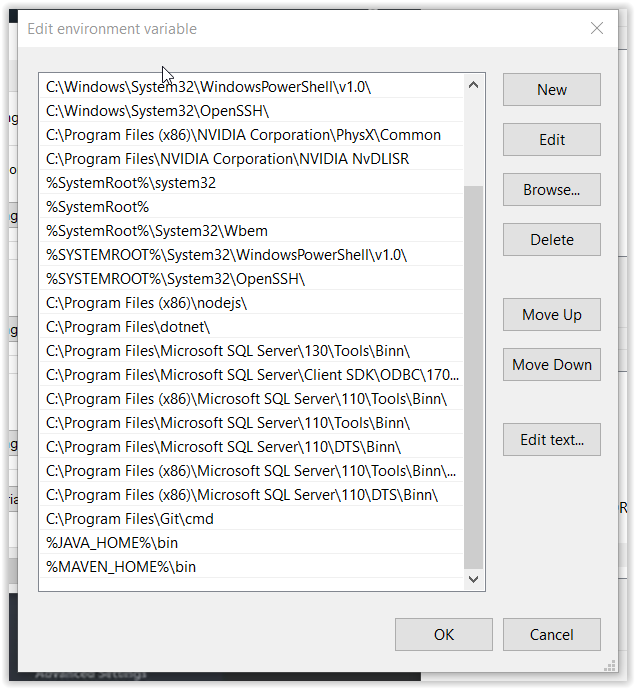 Edit environment variable
C:\Windows\System32\WindowsPowerShell\v1.0\
C:\Windows\System32\OpenSSH\
C:\Program Files (x86)\NVIDIA Corporation\PhysX\Common
C:\Program Files\NVIDIA Corporation\NVIDIA NvDLISR
%SystemRoot%\system32
%SystemRoot%
%SystemRoot%\System32\Wbem
%SYSTEMROOT%\System32\WindowsPowerShell\v1.0\
%SYSTEMROOT%\System32\OpenSSH\
C:\Program Files (x86)\nodejs\
C:\Program Files\dotnet\
C:\Program Files\Microsoft SQL Server\130\Tools\Binn\
C:\Program Files\Microsoft SQL Server\Client SDK\ODBC\170...
C:\Program Files (x86)\Microsoft SQL Server\110\Tools\Binn\
C:\Program Files\Microsoft SQL Server\110\Tools\Binn\
C:\Program Files\Microsoft SQL Server\110\DTS\Binn\
C:\Program Files (x86)\Microsoft SQL Server\110\Tools\Binn\...
C:\Program Files (x86)\Microsoft SQL Server\110\DTS\Binn\
C:\Program Files\Git\cmd
%JAVA_HOME%\bin
%MAVEN_HOME%\bin
New
Edit
Browse...
Delete
Move Up
Move Down
Edit text...
OK
Cancel
Advanced Settings